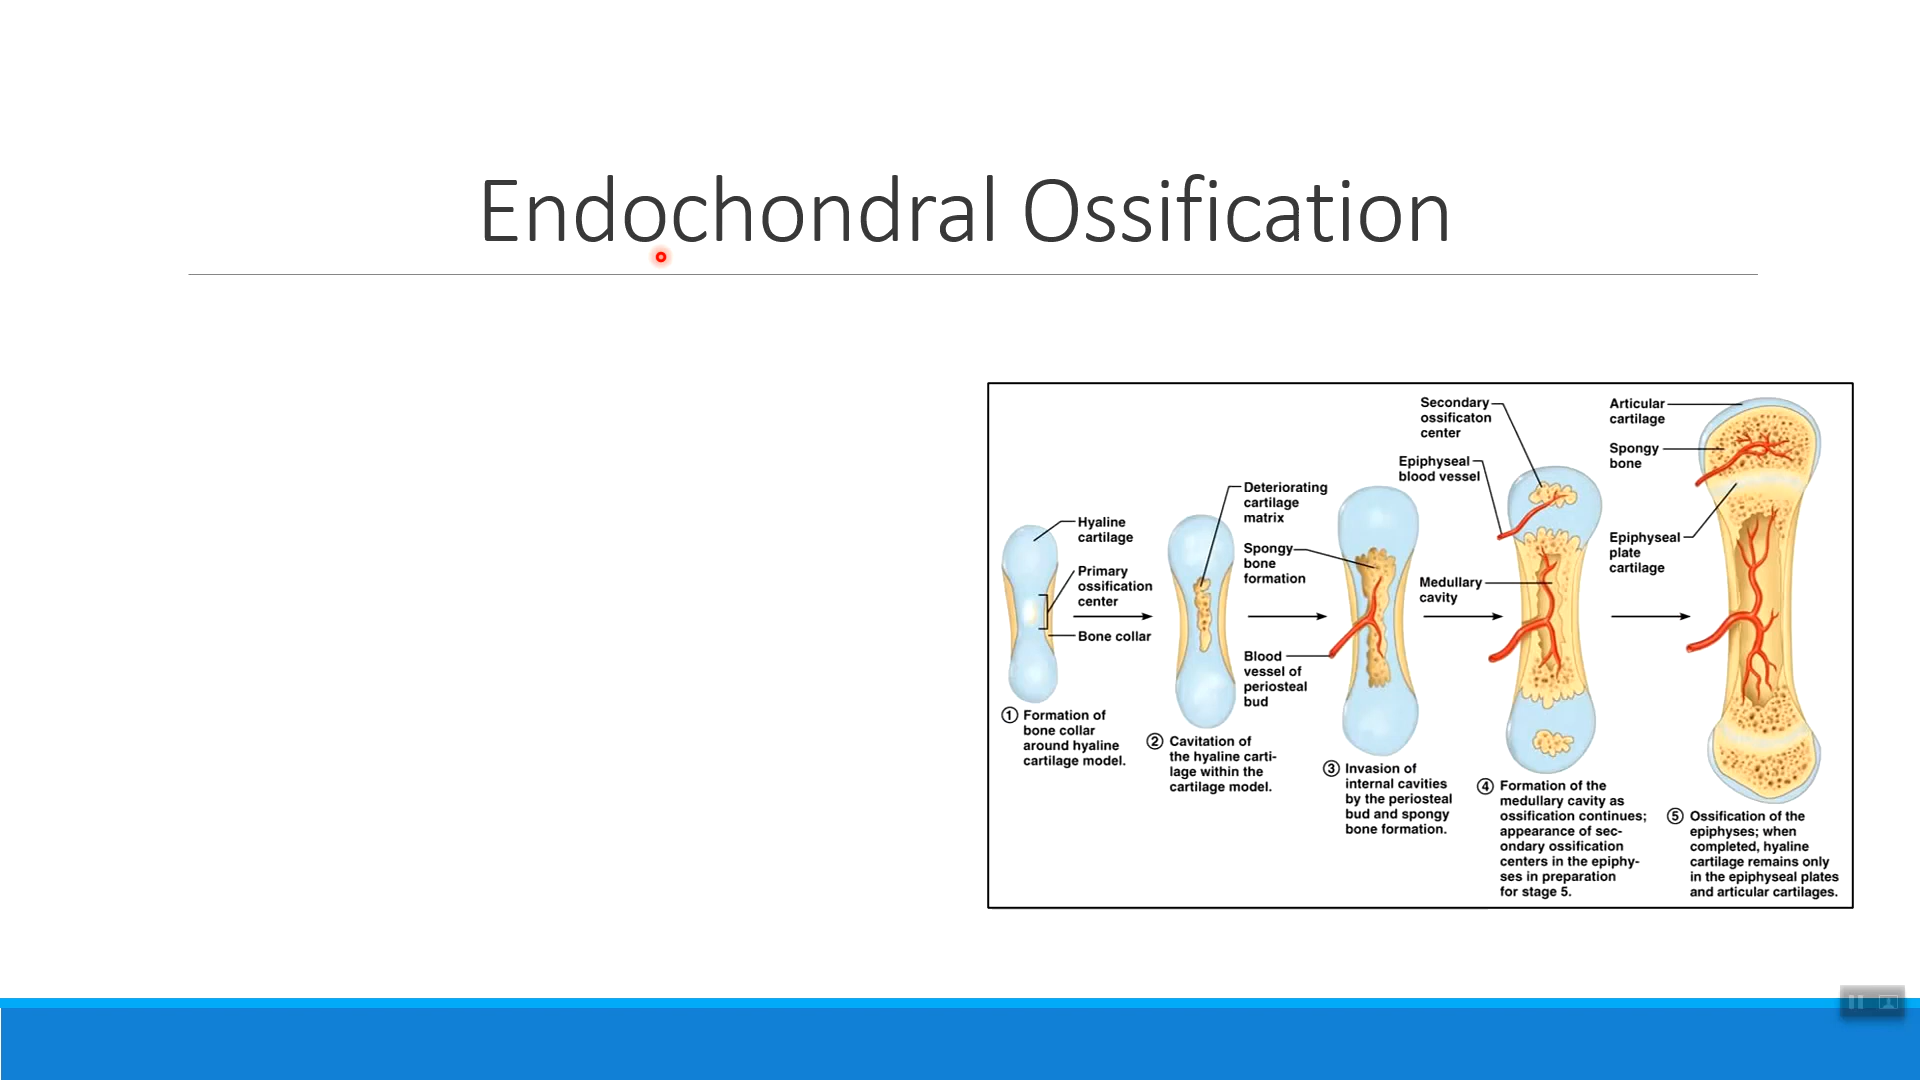 Endochondral Ossification
Secondary
ossificaton
center
Articular
cartilage
Spongy
bone
Epiphyseal
blood vessel
Deteriorating
cartilage
matrix
Hyaline
cartilage
Spongy
bone
formation
Epiphyseal
plate
cartilage
Primary
ossification
center
Medullary
cavity
Bone collar
Blood
vessel of
periosteal
bud
① Formation of
bone collar
around hyaline
cartilage model.
② Cavitation of
the hyaline carti-
lage within the
cartilage model.
③ Invasion of
internal cavities
by the periosteal
bud and spongy
bone formation.
④ Formation of the
medullary cavity as
ossification continues;
appearance of sec-
ondary ossification
centers in the epiphy-
ses in preparation
for stage 5.
⑤ Ossification of the
epiphyses; when
completed, hyaline
cartilage remains only
in the epiphyseal plates
and articular cartilages.